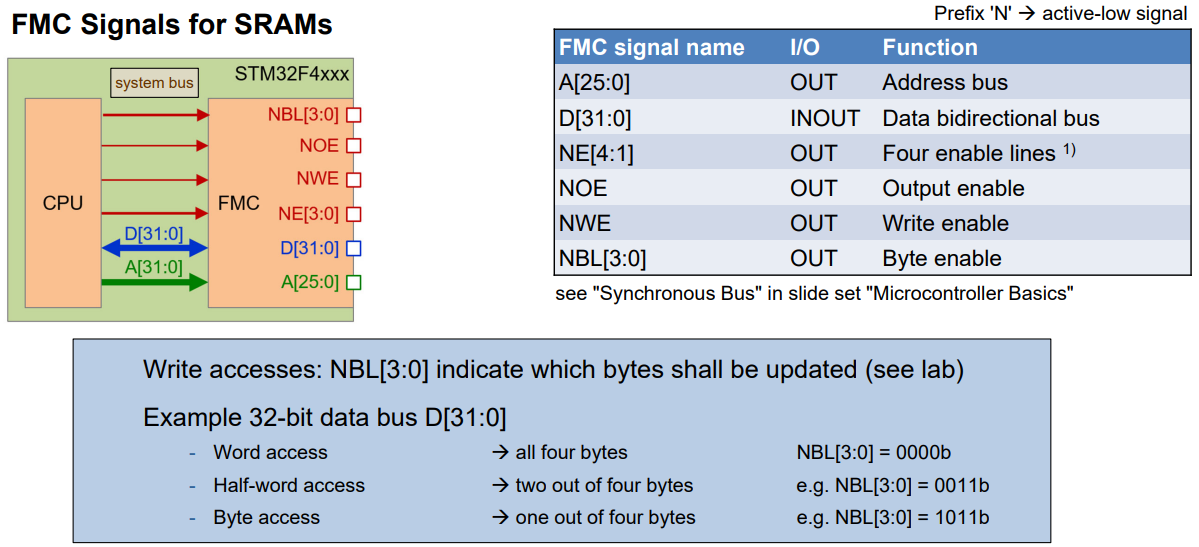 FMC Signals for SRAMs
Prefix 'N' → active-low signal
system bus
STM32F4xxx
CPU
FMC
NBL[3:0]
NOE
NWE
NE[3:0]
D[31:0]
D[31:0]
A[31:0]
A[25:0]
FMC signal name I/O Function
A[25:0] OUT Address bus
D[31:0] INOUT Data bidirectional bus
NE[4:1] OUT Four enable lines 1)
NOE OUT Output enable
NWE OUT Write enable
NBL[3:0] OUT Byte enable
see "Synchronous Bus" in slide set "Microcontroller Basics"
Write accesses: NBL[3:0] indicate which bytes shall be updated (see lab)
Example 32-bit data bus D[31:0]
- Word access → all four bytes NBL[3:0] = 0000b
- Half-word access → two out of four bytes e.g. NBL[3:0] = 0011b
- Byte access → one out of four bytes e.g. NBL[3:0] = 1011b